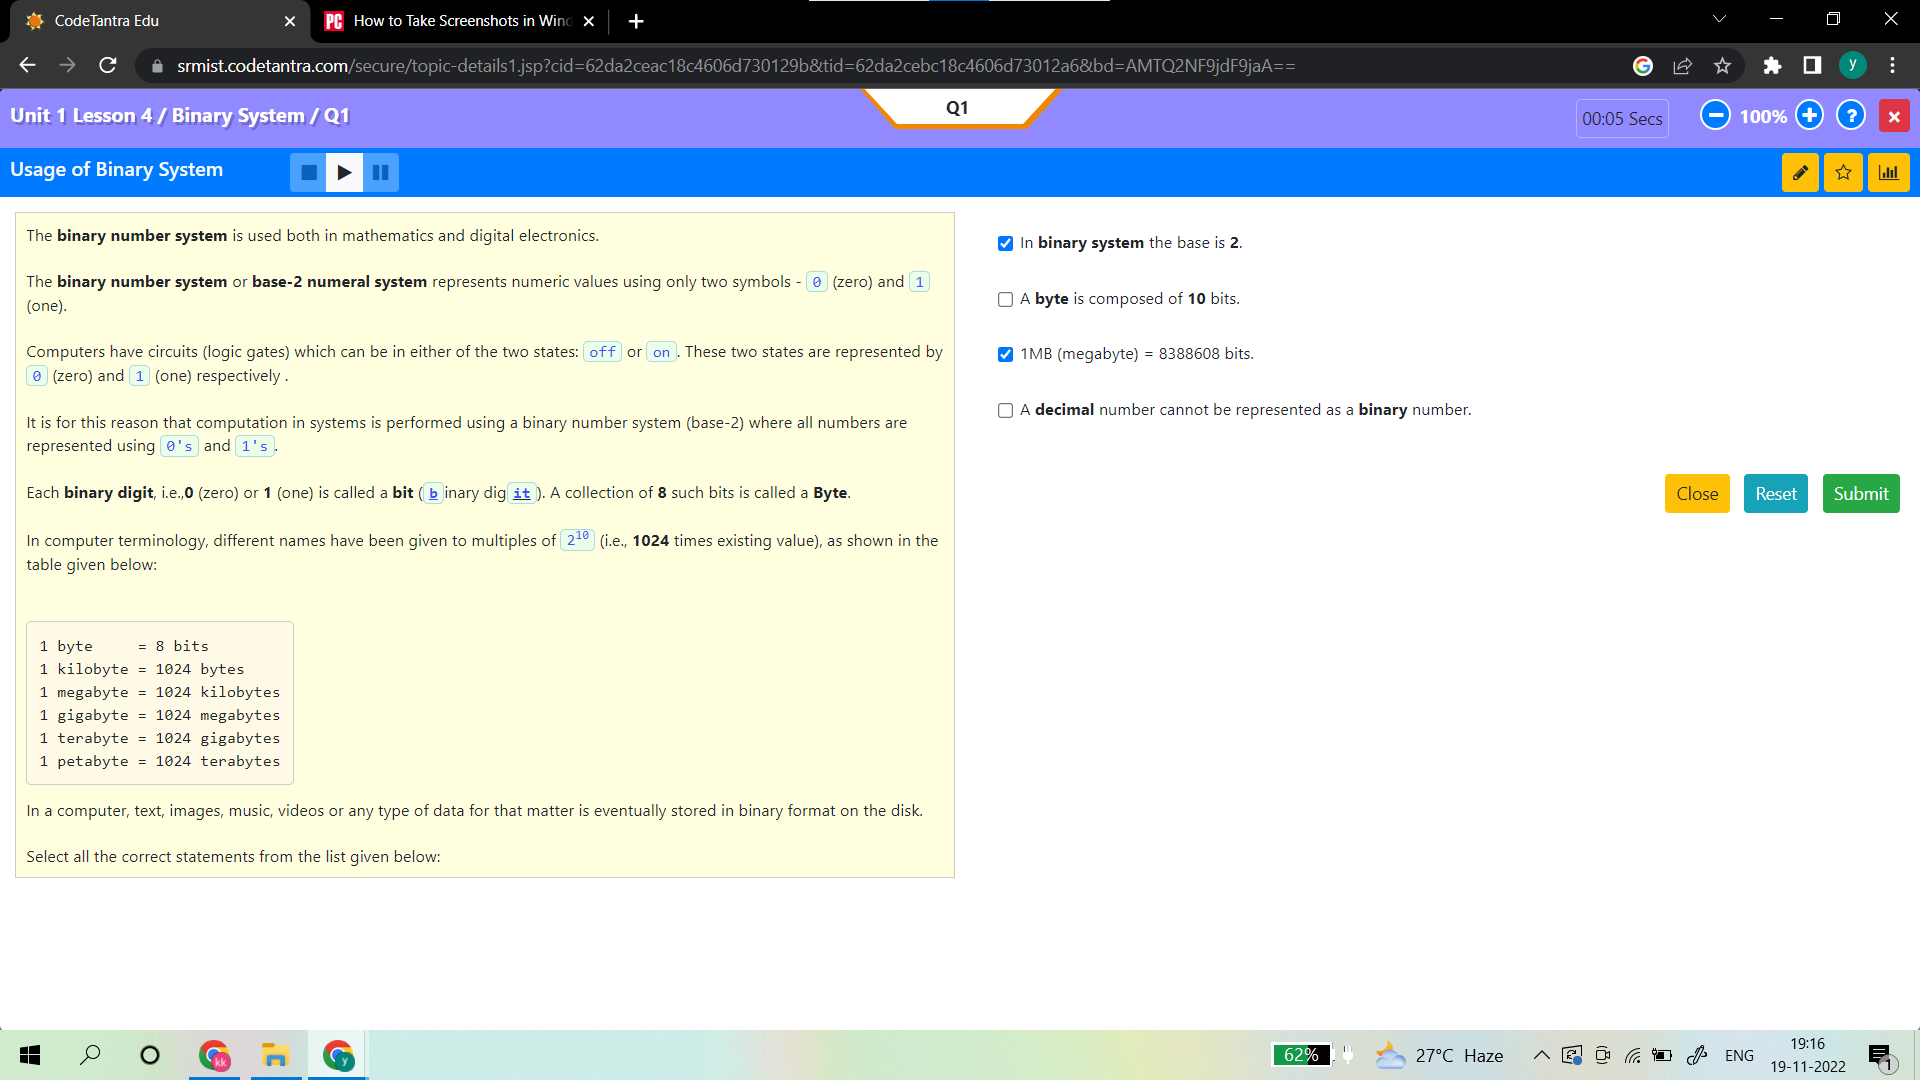 CodeTantra Edu
How to Take Screenshots in Wind
srmist.codetantra.com/secure/topic-details1.jsp?cid=62da2ceac18c4606d730129b&tid=62da2cebc18c4606d73012a6&bd=AMTQ2NF9jdF9jaA==
y
Unit 1 Lesson 4 / Binary System / Q1
Q1
00:05 Secs
100%
?
Usage of Binary System
The binary number system is used both in mathematics and digital electronics.
The binary number system or base-2 numeral system represents numeric values using only two symbols - 0 (zero) and 1
(one).
Computers have circuits (logic gates) which can be in either of the two states: off or on. These two states are represented by
0 (zero) and 1 (one) respectively .
It is for this reason that computation in systems is performed using a binary number system (base-2) where all numbers are
represented using 0's and 1's.
Each binary digit, i.e.,0 (zero) or 1 (one) is called a bit (binary digit). A collection of 8 such bits is called a Byte.
In computer terminology, different names have been given to multiples of 2¹⁰ (i.e., 1024 times existing value), as shown in the
table given below:
1 byte     = 8 bits
1 kilobyte = 1024 bytes
1 megabyte = 1024 kilobytes
1 gigabyte = 1024 megabytes
1 terabyte = 1024 gigabytes
1 petabyte = 1024 terabytes
In a computer, text, images, music, videos or any type of data for that matter is eventually stored in binary format on the disk.
Select all the correct statements from the list given below:
In binary system the base is 2.
A byte is composed of 10 bits.
1MB (megabyte) = 8388608 bits.
A decimal number cannot be represented as a binary number.
Close Reset Submit
kk
y
62%
27°C Haze
ENG
19:16
19-11-2022
1